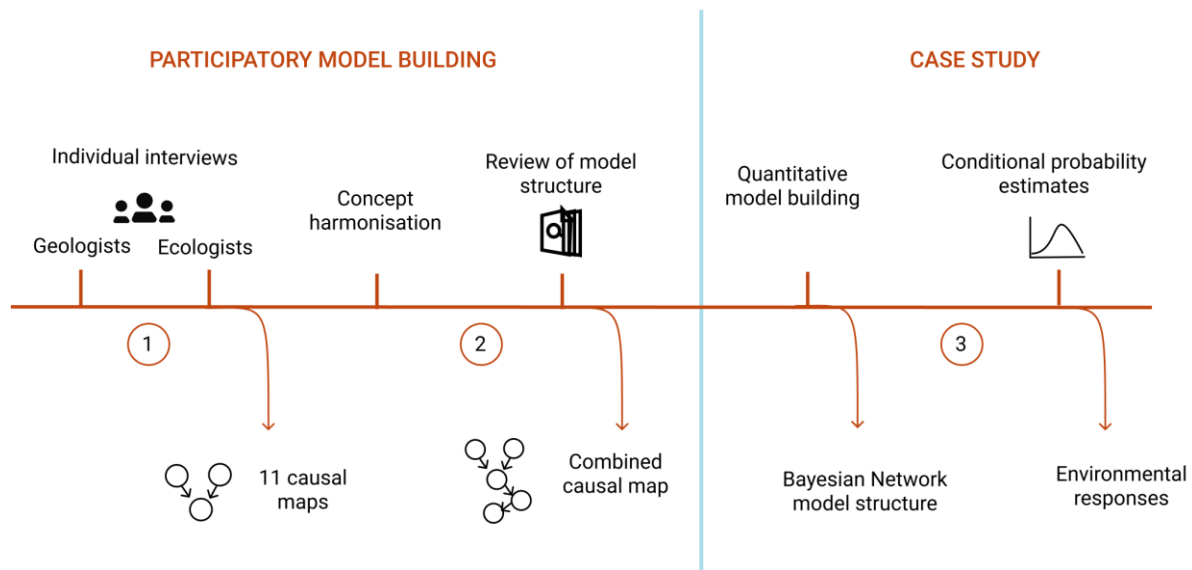 PARTICIPATORY MODEL BUILDING
CASE STUDY
Individual interviews
Geologists
Ecologists
Concept
harmonisation
Review of model
structure
Quantitative
model building
Conditional probability
estimates
1
2
3
11 causal
maps
Combined
causal map
Bayesian Network
model structure
Environmental
responses